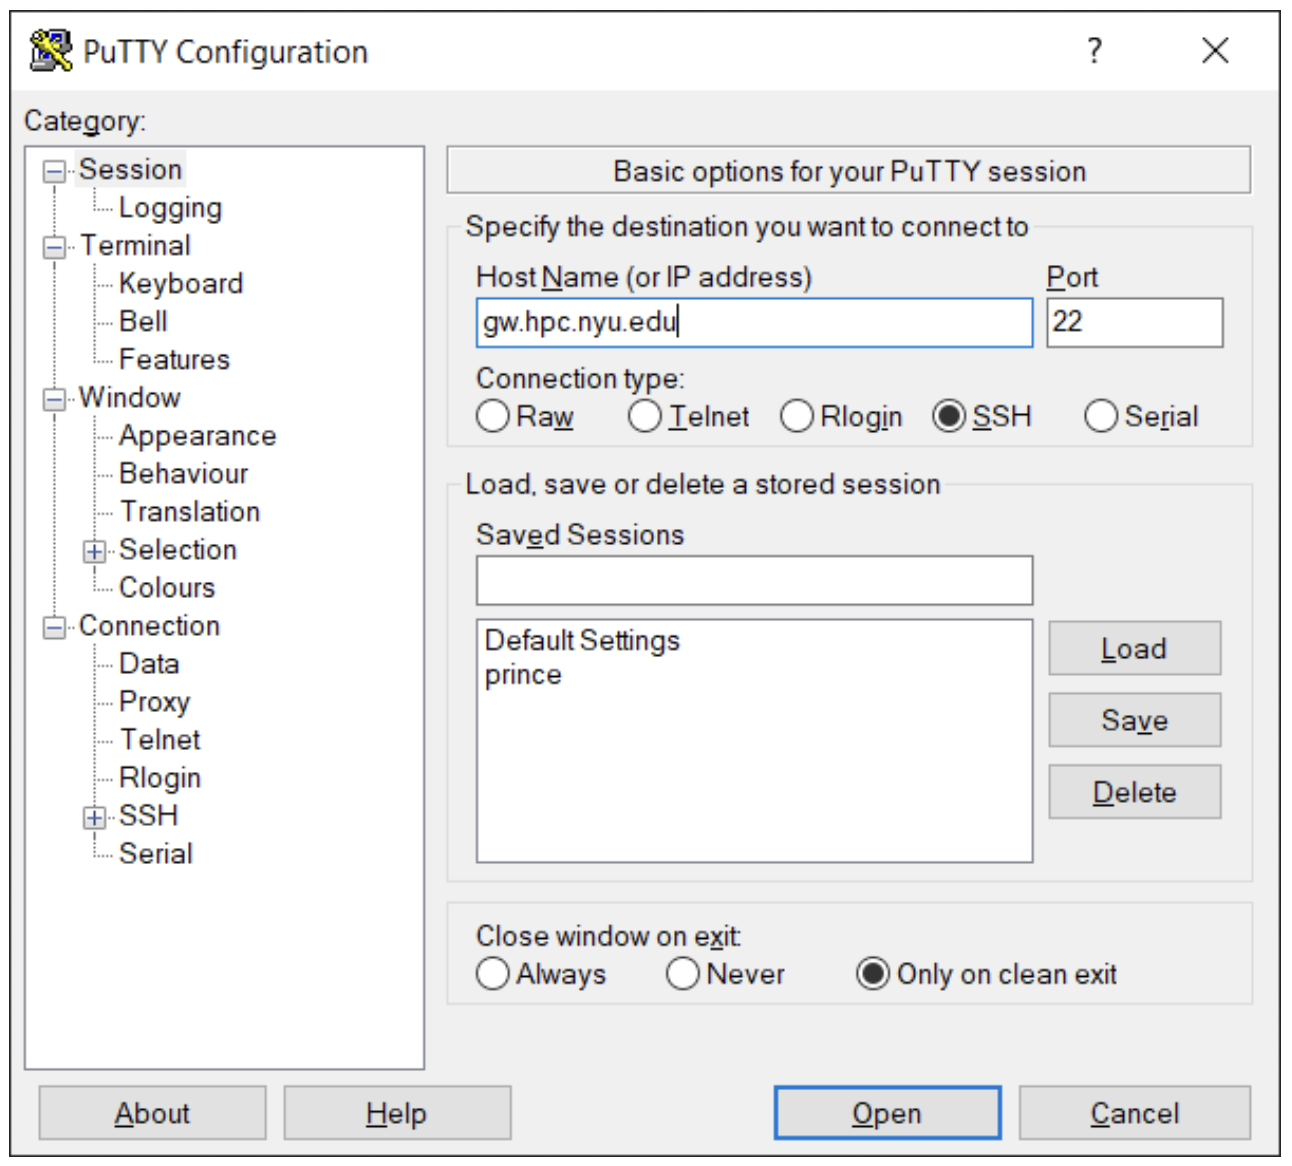 PuTTY Configuration
?
Category:
Session
Logging
Terminal
Keyboard
Bell
Features
Window
Appearance
Behaviour
Translation
Selection
Colours
Connection
Data
Proxy
Telnet
Rlogin
SSH
Serial
Basic options for your PuTTY session
Specify the destination you want to connect to
Host Name (or IP address) Port
gw.hpc.nyu.edu 22
Connection type:
Raw Telnet Rlogin SSH Serial
Load, save or delete a stored session
Saved Sessions
Default Settings
prince
Load
Save
Delete
Close window on exit:
Always Never Only on clean exit
About Help Open Cancel